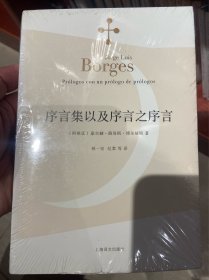 Jorge Luis
Borges
Prólogos con un prólogo de prólogos
序言集以及序言之序言
〔阿根廷〕豪尔赫·路易斯·博尔赫斯 著
林一安 纪棠 等 译
上海译文出版社